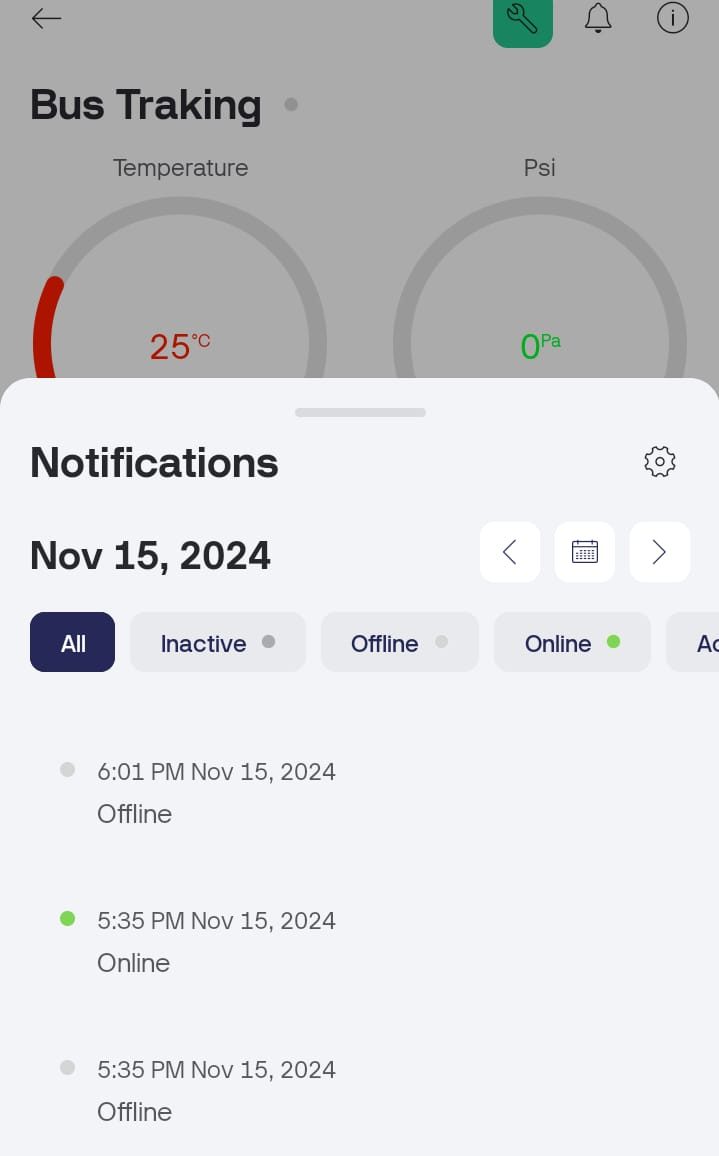 Bus Traking
Temperature
Psi
25°C
0Pa
Notifications
Nov 15, 2024
All
Inactive
Offline
Online
Ac
6:01 PM Nov 15, 2024
Offline
5:35 PM Nov 15, 2024
Online
5:35 PM Nov 15, 2024
Offline